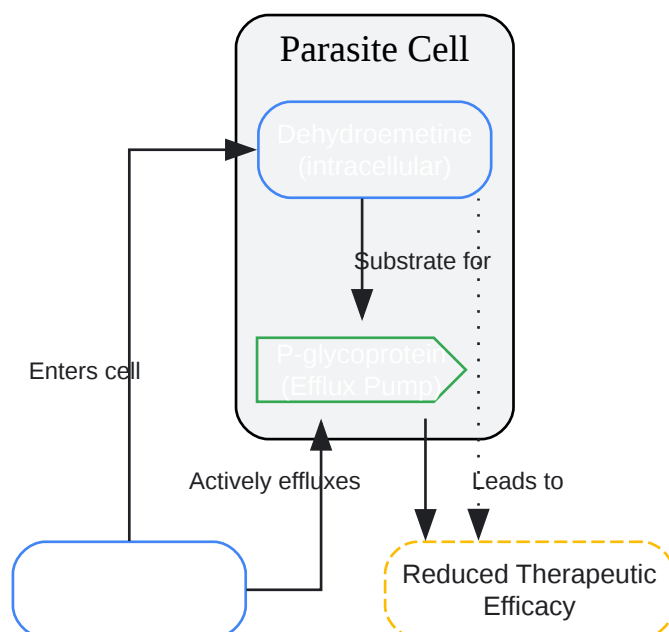 Parasite Cell
Dehydroemetine
(intracellular)
Substrate for
P-glycoprotein
(Efflux Pump)
Enters cell
Actively effluxes
Leads to
Reduced Therapeutic
Efficacy